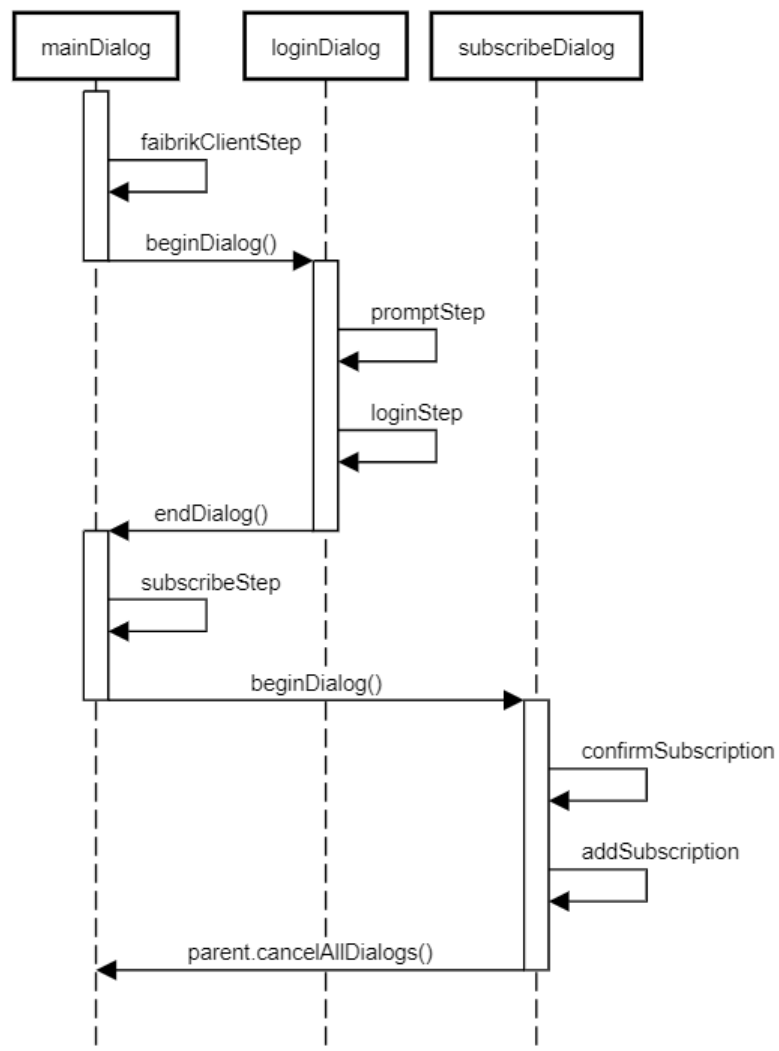 mainDialog
loginDialog
subscribeDialog
faibrikClientStep
beginDialog()
promptStep
loginStep
endDialog()
subscribeStep
beginDialog()
confirmSubscription
addSubscription
parent.cancelAllDialogs()